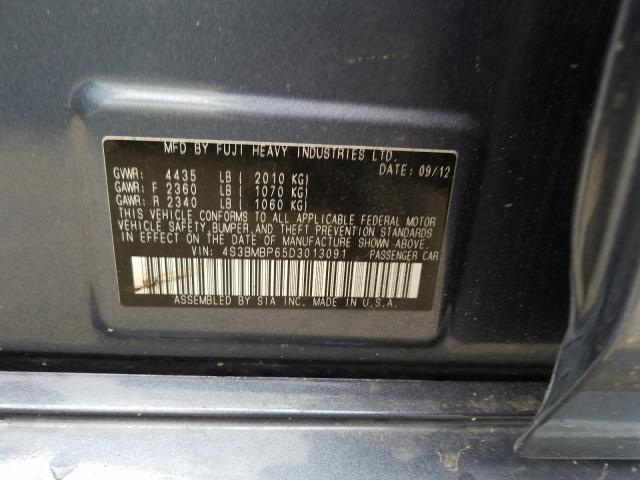 MFD BY FUJI HEAVY INDUSTRIES LTD.
DATE: 09/12
GVWR: 4435 LB ( 2010 KG)
GAWR: F 2360 LB ( 1070 KG)
GAWR: R 2340 LB ( 1060 KG)
THIS VEHICLE CONFORMS TO ALL APPLICABLE FEDERAL MOTOR
VEHICLE SAFETY, BUMPER, AND THEFT PREVENTION STANDARDS
IN EFFECT ON THE DATE OF MANUFACTURE SHOWN ABOVE.
VIN: 4S3BMBP65D3013091 PASSENGER CAR
ASSEMBLED BY SIA INC. MADE IN U.S.A.